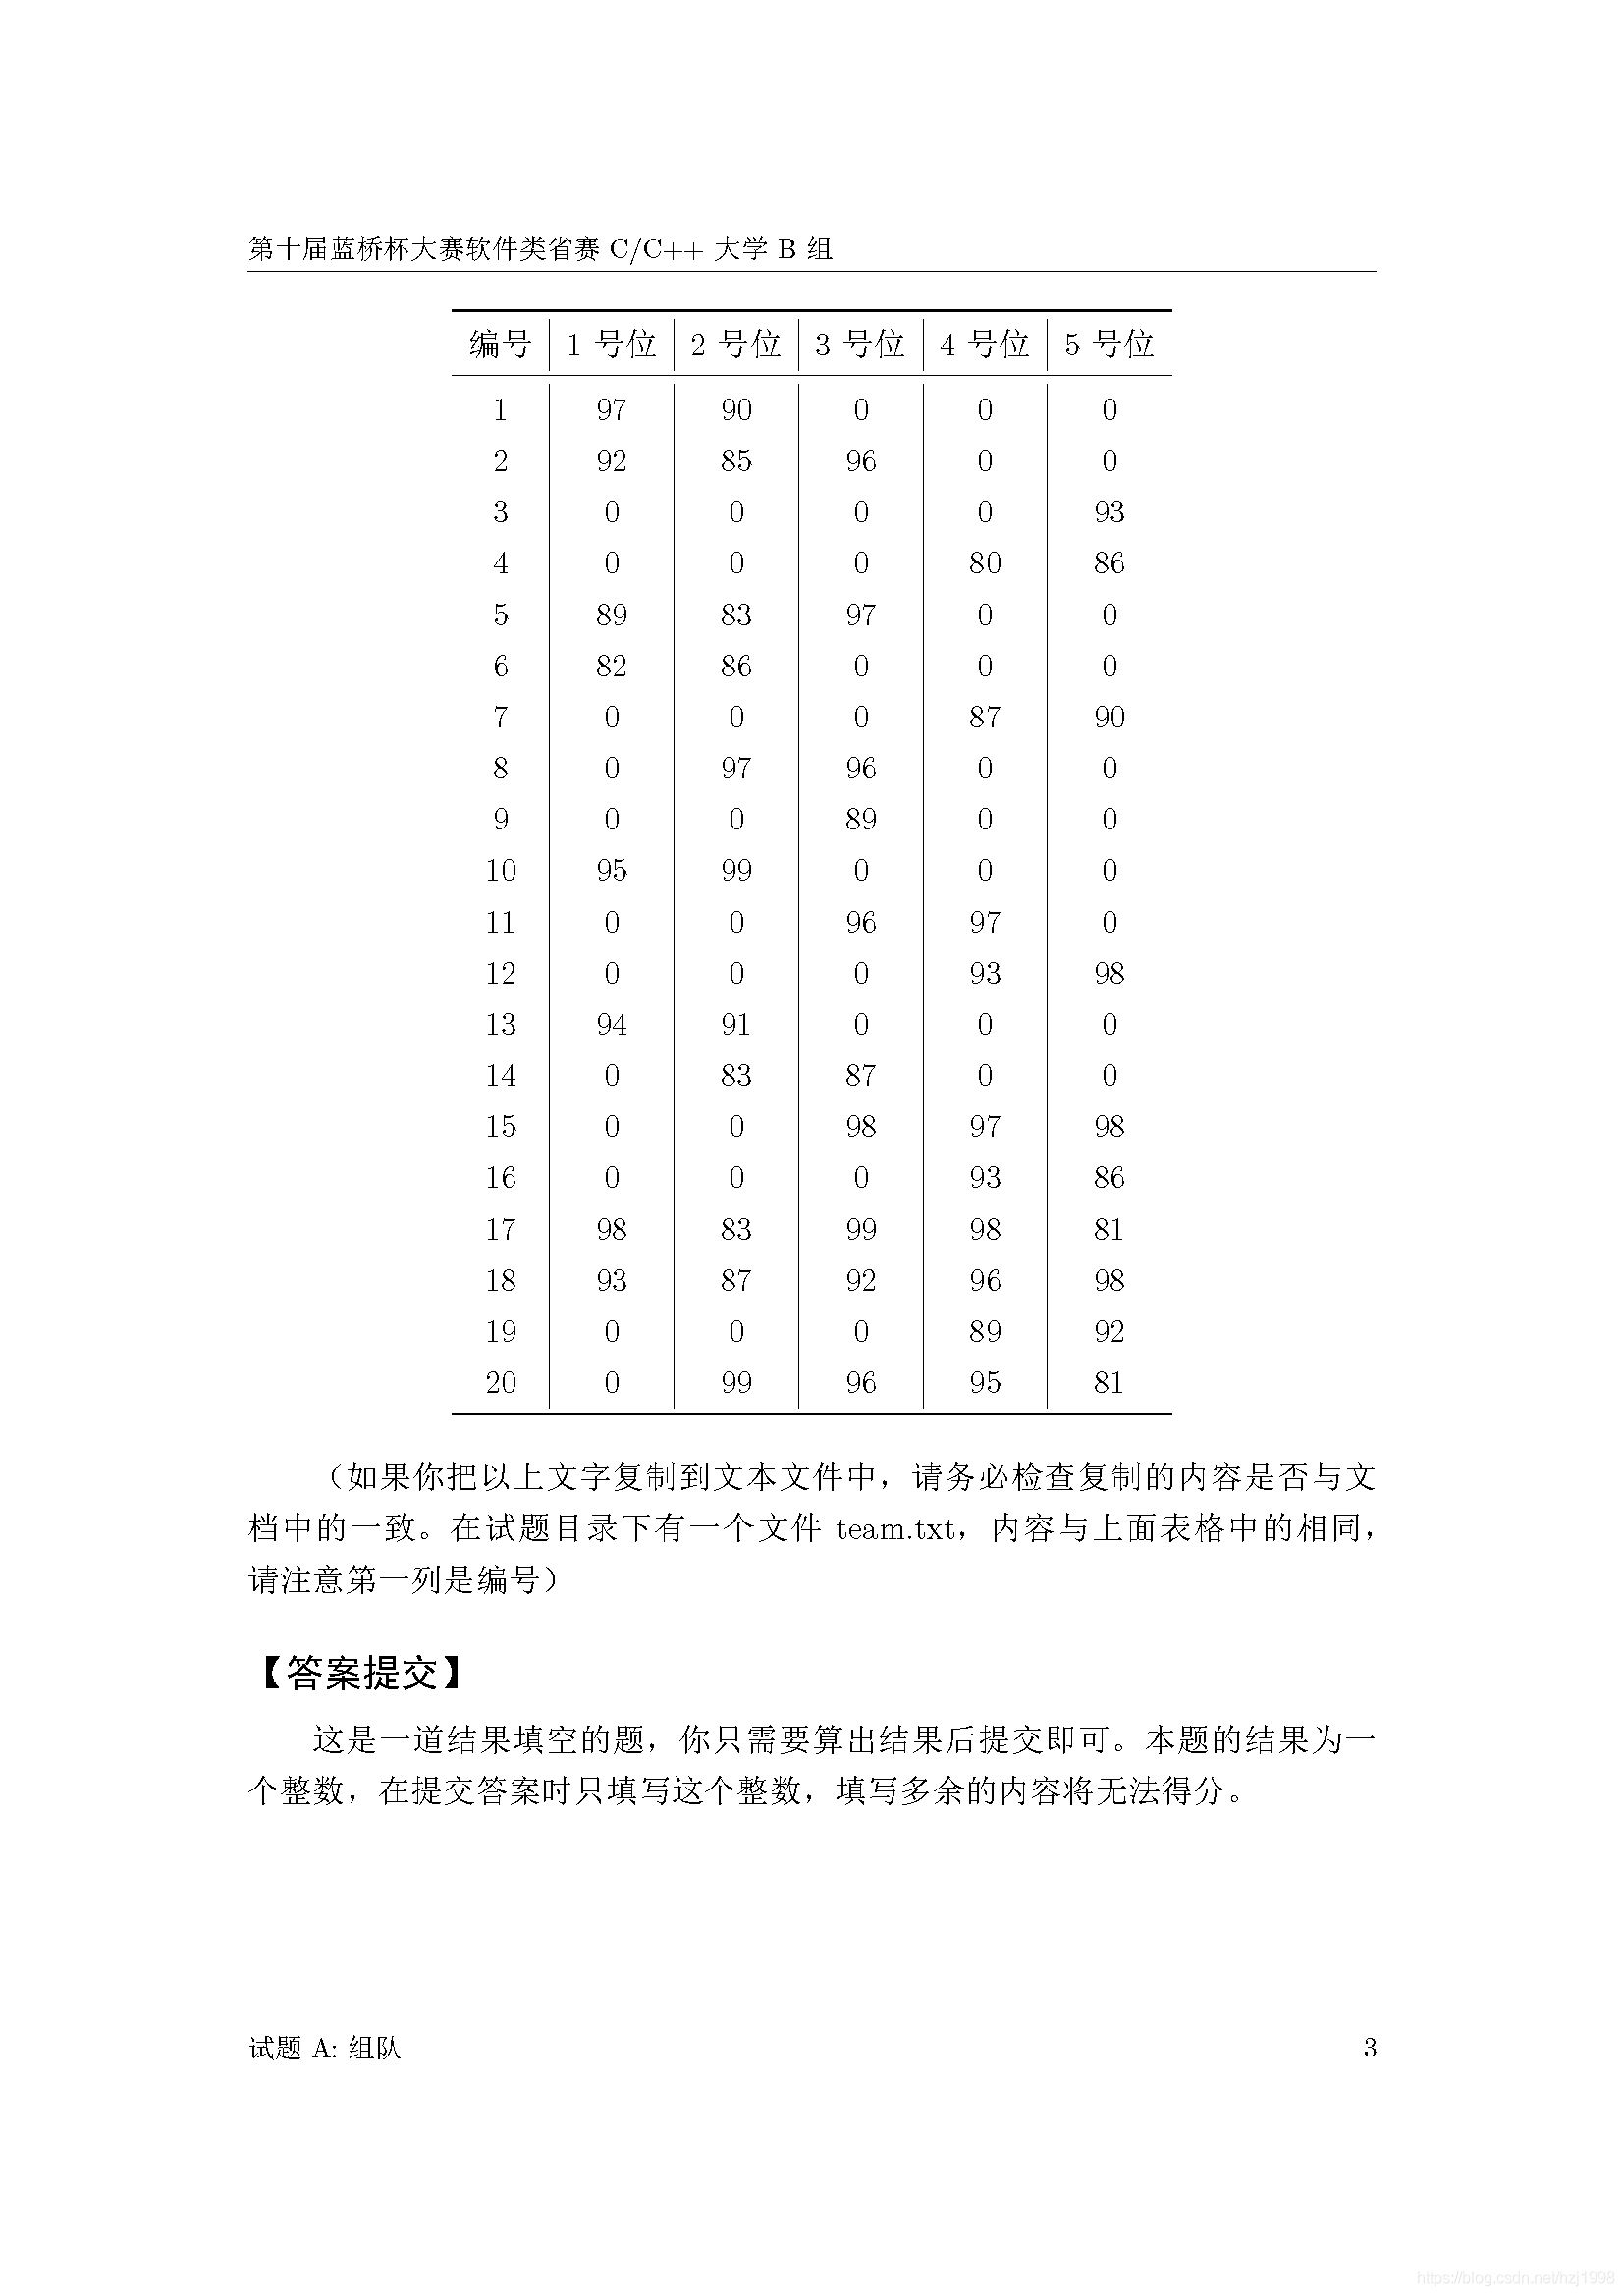 第十届蓝桥杯大赛软件类省赛 C/C++ 大学 B 组
编号 1 号位 2 号位 3 号位 4 号位 5 号位
1 97 90 0 0 0
2 92 85 96 0 0
3 0 0 0 0 93
4 0 0 0 80 86
5 89 83 97 0 0
6 82 86 0 0 0
7 0 0 0 87 90
8 0 97 96 0 0
9 0 0 89 0 0
10 95 99 0 0 0
11 0 0 96 97 0
12 0 0 0 93 98
13 94 91 0 0 0
14 0 83 87 0 0
15 0 0 98 97 98
16 0 0 0 93 86
17 98 83 99 98 81
18 93 87 92 96 98
19 0 0 0 89 92
20 0 99 96 95 81
（如果你把以上文字复制到文本文件中，请务必检查复制的内容是否与文
档中的一致。在试题目录下有一个文件 team.txt，内容与上面表格中的相同，
请注意第一列是编号）
【答案提交】
这是一道结果填空的题，你只需要算出结果后提交即可。本题的结果为一
个整数，在提交答案时只填写这个整数，填写多余的内容将无法得分。
试题 A: 组队 3
https://blog.csdn.net/hzj1998